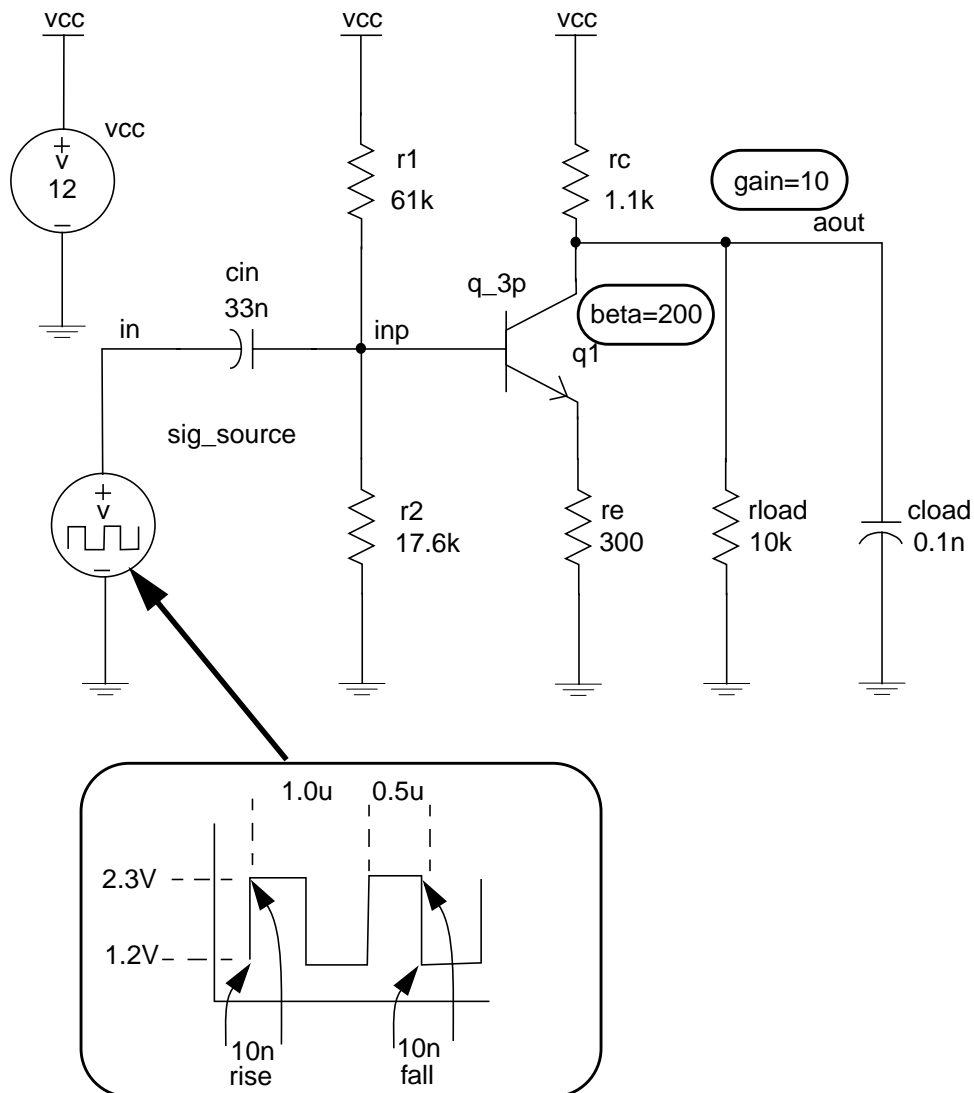 vcc
vcc
vcc
vcc
+
v
12
–
r1
61k
rc
1.1k
gain=10
aout
cin
33n
q_3p
beta=200
in
inp
q1
sig_source
+
v
–
r2
17.6k
re
300
rload
10k
cload
0.1n
1.0u
0.5u
2.3V
1.2V
10n
rise
10n
fall